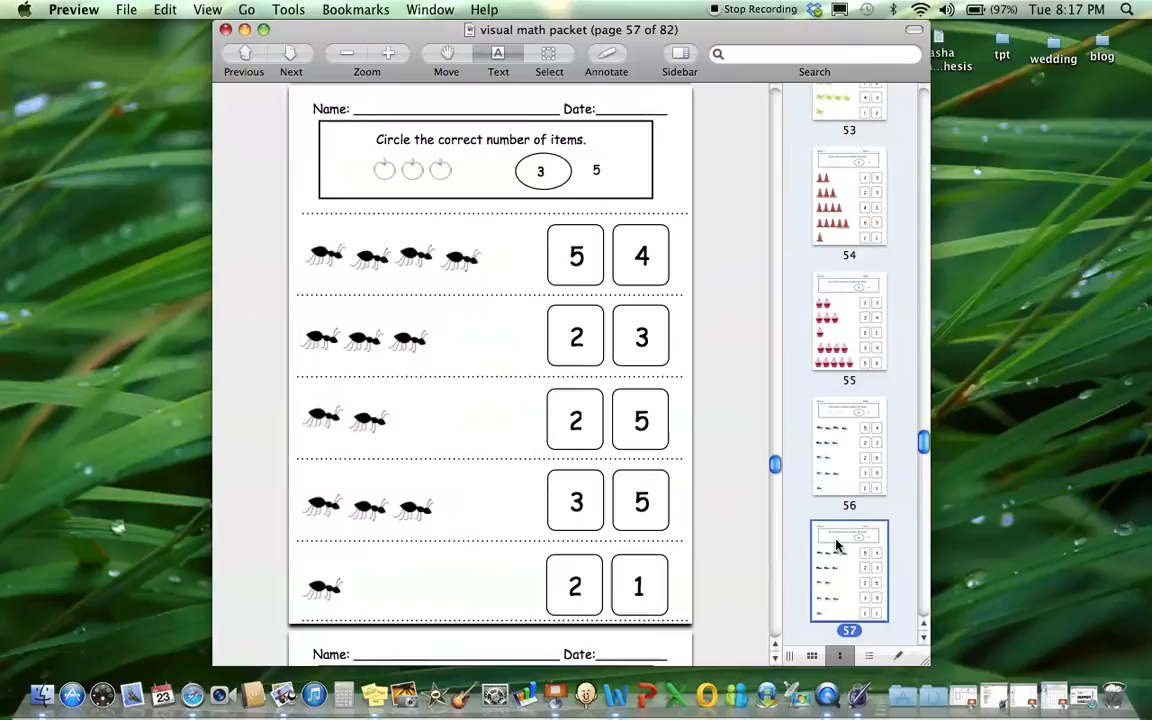 Preview File Edit View Go Tools Bookmarks Window Help Stop Recording (97%) Tue 8:17 PM
visual math packet (page 57 of 82)
Previous Next Zoom Move Text Select Annotate Sidebar Search
asha
...hesis
tpt
wedding
blog
Name: Date:
Circle the correct number of items.
3 5
5 4
2 3
2 5
3 5
2 1
Name: Date:
53
54
55
56
57